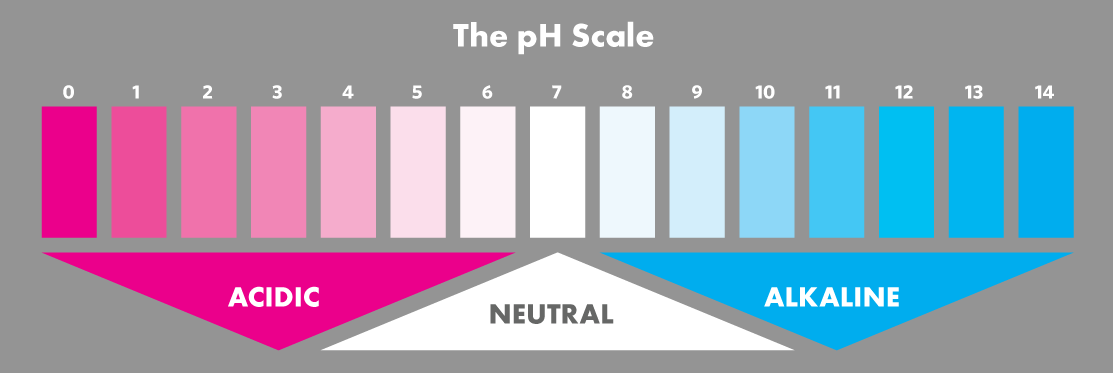 The pH Scale
0 1 2 3 4 5 6 7 8 9 10 11 12 13 14
ACIDIC
NEUTRAL
ALKALINE